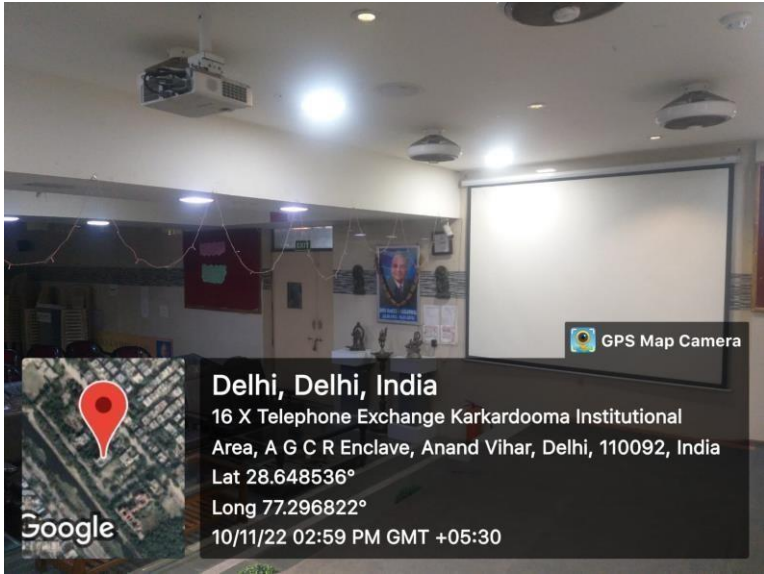 EXIT
GPS Map Camera
Delhi, Delhi, India
16 X Telephone Exchange Karkardooma Institutional
Area, A G C R Enclave, Anand Vihar, Delhi, 110092, India
Lat 28.648536°
Long 77.296822°
10/11/22 02:59 PM GMT +05:30
Google